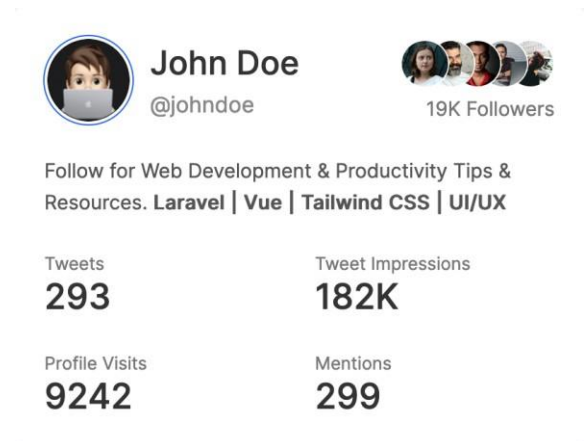 John Doe
@johndoe
19K Followers
Follow for Web Development & Productivity Tips &
Resources. Laravel | Vue | Tailwind CSS | UI/UX
Tweets
293
Tweet Impressions
182K
Profile Visits
9242
Mentions
299